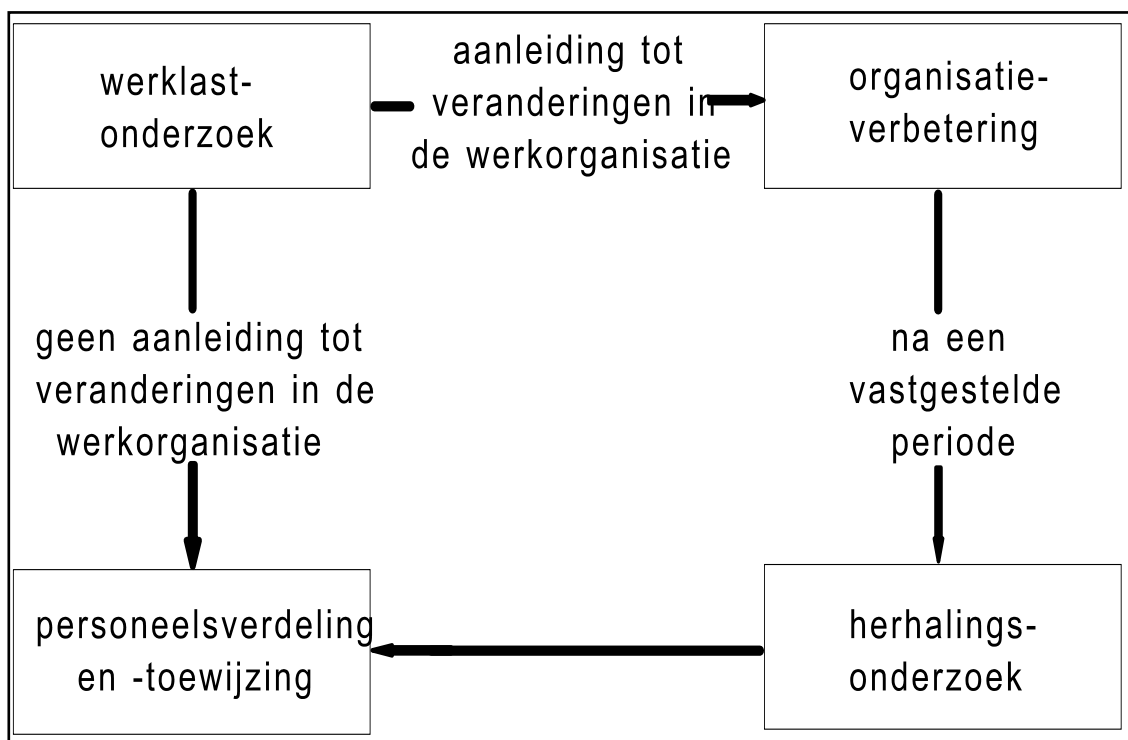 werklast-
onderzoek
aanleiding tot
veranderingen in
de werkorganisatie
organisatie-
verbetering
geen aanleiding tot
veranderingen in de
werkorganisatie
na een
vastgestelde
periode
personeelsverdeling
en -toewijzing
herhalings-
onderzoek